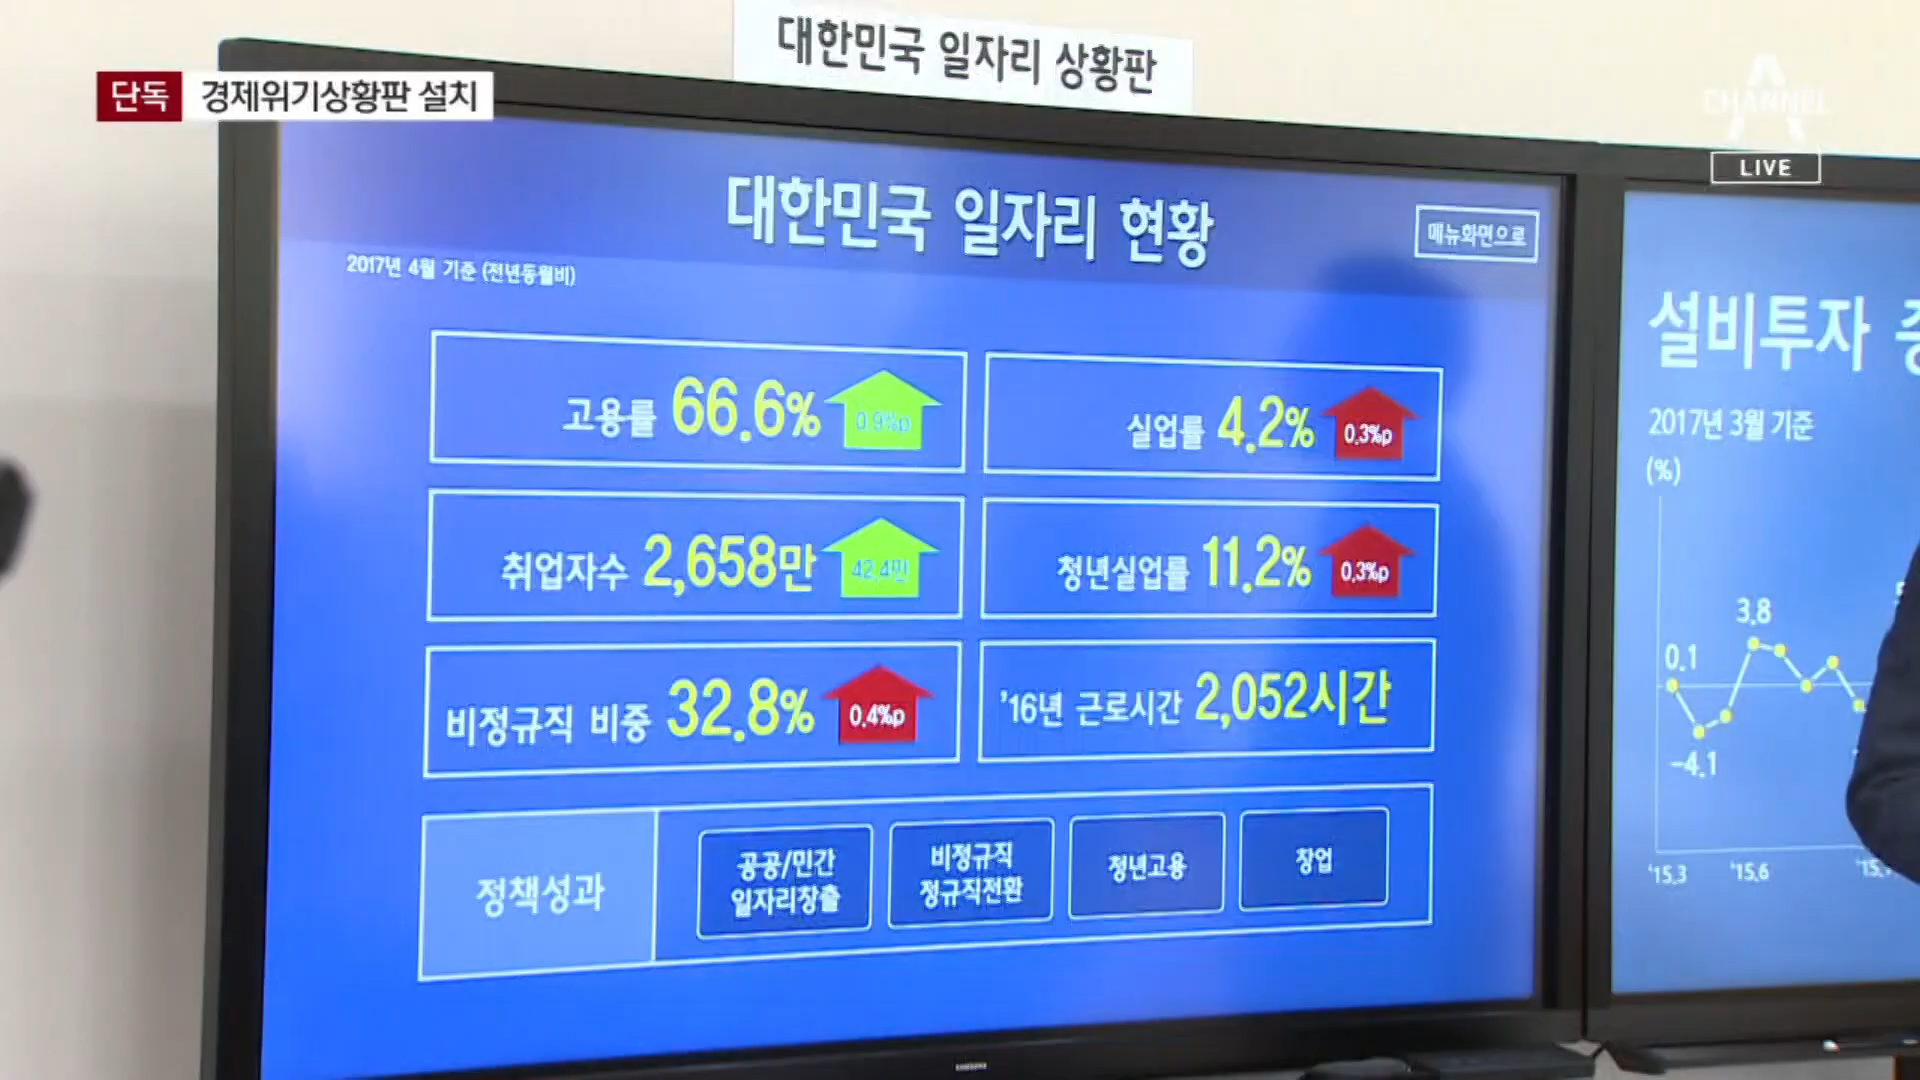 대한민국 일자리 상황판
단독 경제위기상황판 설치
CHANNEL A
LIVE
대한민국 일자리 현황
메뉴화면으로
2017년 4월 기준 (전년동월비)
고용률 66.6% 0.9%p
실업률 4.2% 0.3%p
취업자수 2,658만 42.4만
청년실업률 11.2% 0.3%p
비정규직 비중 32.8% 0.4%p
'16년 근로시간 2,052시간
정책성과
공공/민간
일자리창출
비정규직
정규직전환
청년고용
창업
SAMSUNG
설비투자
2017년 3월 기준
(%)
3.8
0.1
-4.1
'15.3 '15.6